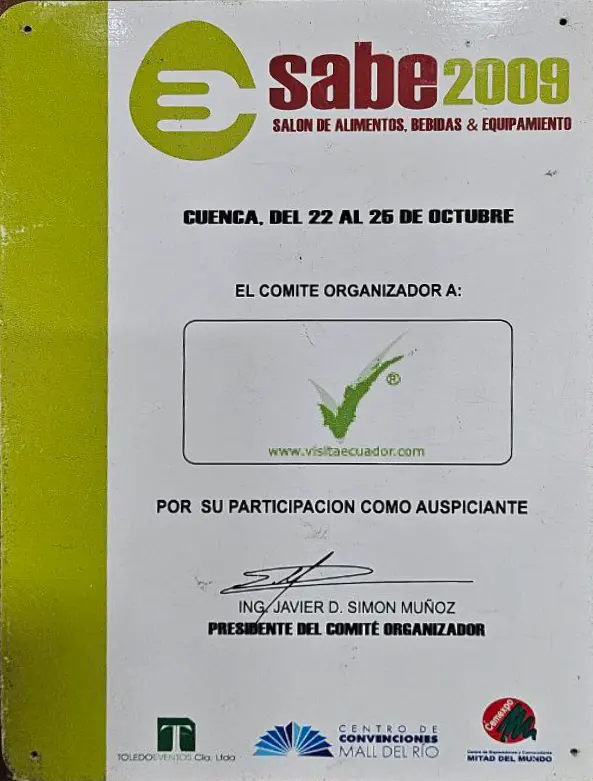 sabe2009
SALON DE ALIMENTOS, BEBIDAS & EQUIPAMIENTO
CUENCA, DEL 22 AL 25 DE OCTUBRE
EL COMITE ORGANIZADOR A:
®
www.visitaecuador.com
POR SU PARTICIPACION COMO AUSPICIANTE
ING. JAVIER D. SIMON MUÑOZ
PRESIDENTE DEL COMITÉ ORGANIZADOR
TOLEDOEVENTOS Cia. Ltda
CENTRO DE
CONVENCIONES
MALL DEL RÍO
Cemexpo
Centro de Exposiciones y Convenciones
MITAD DEL MUNDO